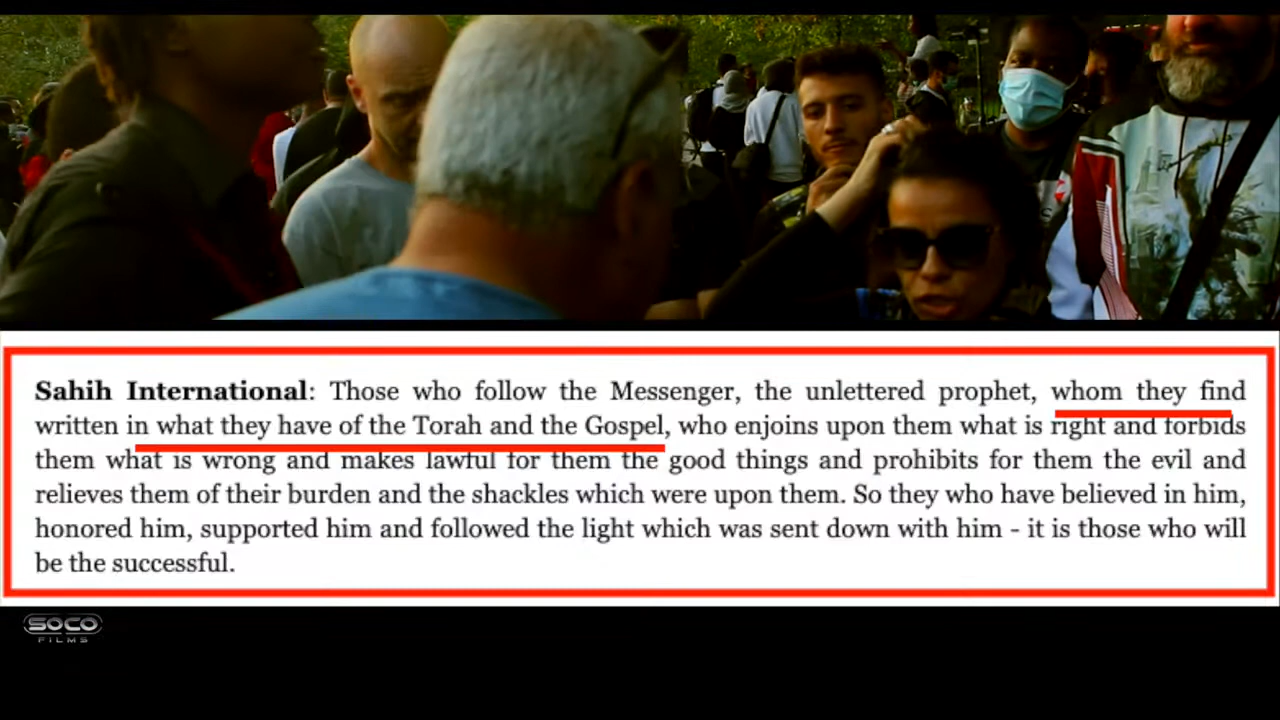 Sahih International: Those who follow the Messenger, the unlettered prophet, whom they find
written in what they have of the Torah and the Gospel, who enjoins upon them what is right and forbids
them what is wrong and makes lawful for them the good things and prohibits for them the evil and
relieves them of their burden and the shackles which were upon them. So they who have believed in him,
honored him, supported him and followed the light which was sent down with him - it is those who will
be the successful.
SOCO
FILMS